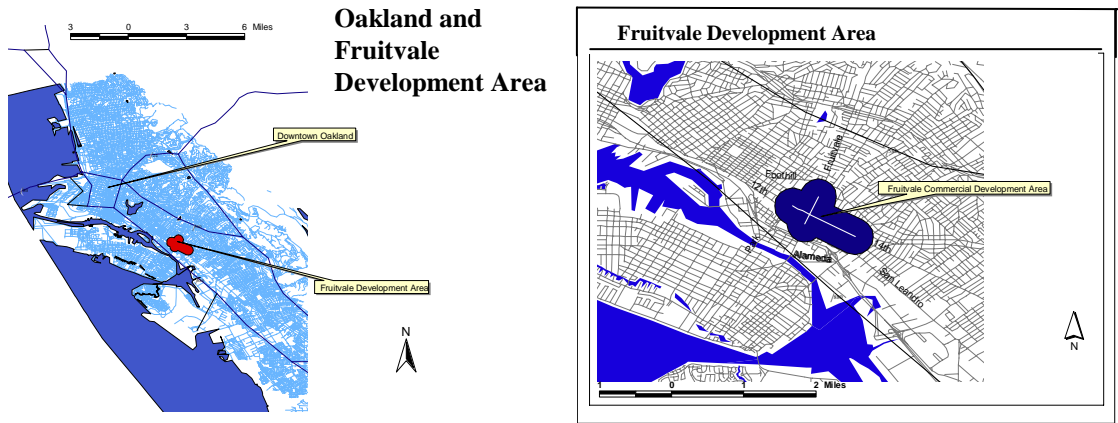 3 0 3 6 Miles
Oakland and
Fruitvale
Development Area
Downtown Oakland
Fruitvale Development Area
N
Fruitvale Development Area
Fruitvale
Foothill
12th
Fruitvale Commercial Development Area
Park
14th
Alameda
San Leandro
N
1 0 1 2 Miles